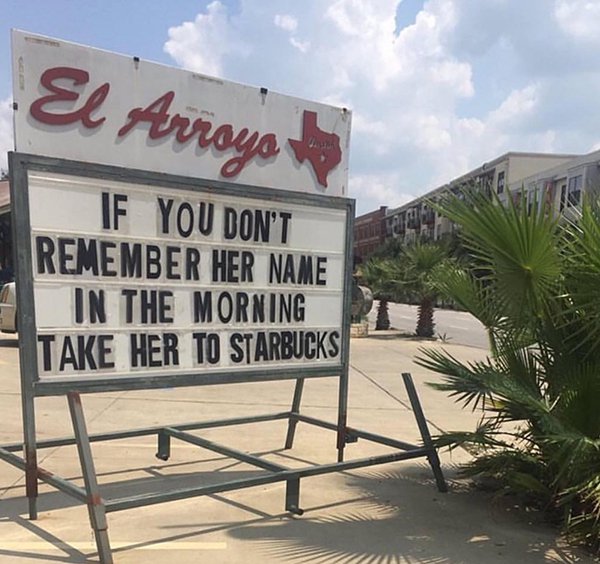 El Arroyo
IF YOU DON'T
REMEMBER HER NAME
IN THE MORNING
TAKE HER TO STARBUCKS